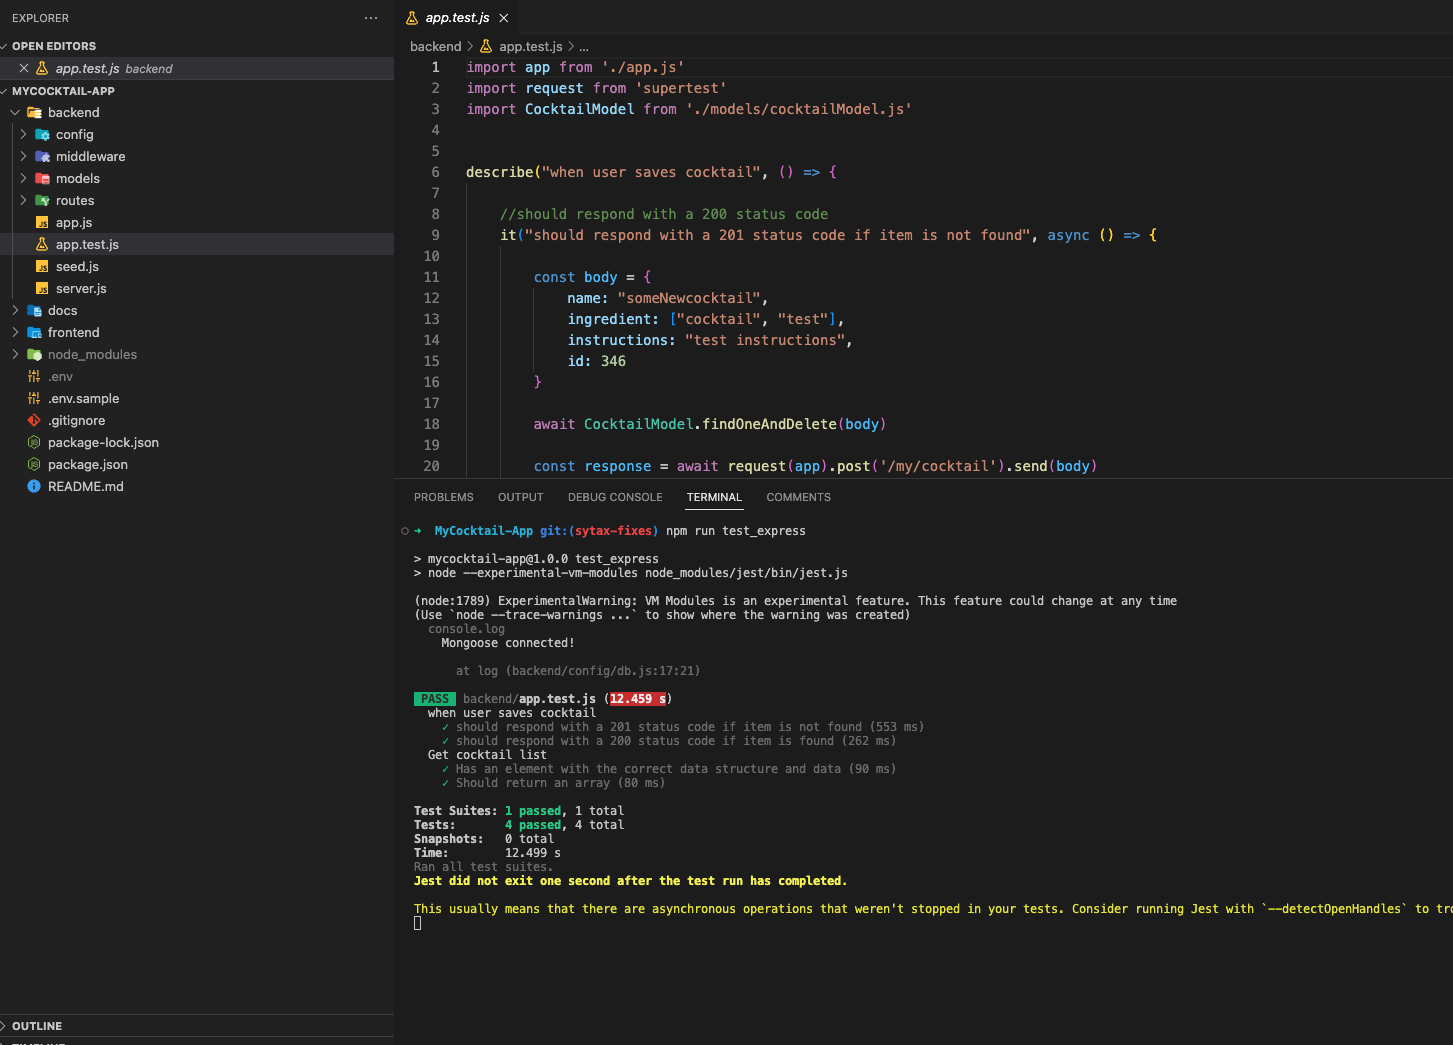 EXPLORER
OPEN EDITORS
app.test.js backend
MYCOCKTAIL-APP
backend
config
middleware
models
routes
app.js
app.test.js
seed.js
server.js
docs
frontend
node_modules
.env
.env.sample
.gitignore
package-lock.json
package.json
README.md
OUTLINE
TIMELINE
app.test.js
backend > app.test.js > ...
1 import app from './app.js'
2 import request from 'supertest'
3 import CocktailModel from './models/cocktailModel.js'
4
5
6 describe("when user saves cocktail", () => {
7
8 //should respond with a 200 status code
9 it("should respond with a 201 status code if item is not found", async () => {
10
11 const body = {
12 name: "someNewcocktail",
13 ingredient: ["cocktail", "test"],
14 instructions: "test instructions",
15 id: 346
16 }
17
18 await CocktailModel.findOneAndDelete(body)
19
20 const response = await request(app).post('/my/cocktail').send(body)
PROBLEMS OUTPUT DEBUG CONSOLE TERMINAL COMMENTS
➜ MyCocktail-App git:(sytax-fixes) npm run test_express
> mycocktail-app@1.0.0 test_express
> node --experimental-vm-modules node_modules/jest/bin/jest.js
(node:1789) ExperimentalWarning: VM Modules is an experimental feature. This feature could change at any time
(Use `node --trace-warnings ...` to show where the warning was created)
console.log
Mongoose connected!
at log (backend/config/db.js:17:21)
PASS backend/app.test.js (12.459 s)
when user saves cocktail
✓ should respond with a 201 status code if item is not found (553 ms)
✓ should respond with a 200 status code if item is found (262 ms)
Get cocktail list
✓ Has an element with the correct data structure and data (90 ms)
✓ Should return an array (80 ms)
Test Suites: 1 passed, 1 total
Tests: 4 passed, 4 total
Snapshots: 0 total
Time: 12.499 s
Ran all test suites.
Jest did not exit one second after the test run has completed.
This usually means that there are asynchronous operations that weren't stopped in your tests. Consider running Jest with `--detectOpenHandles` to tro